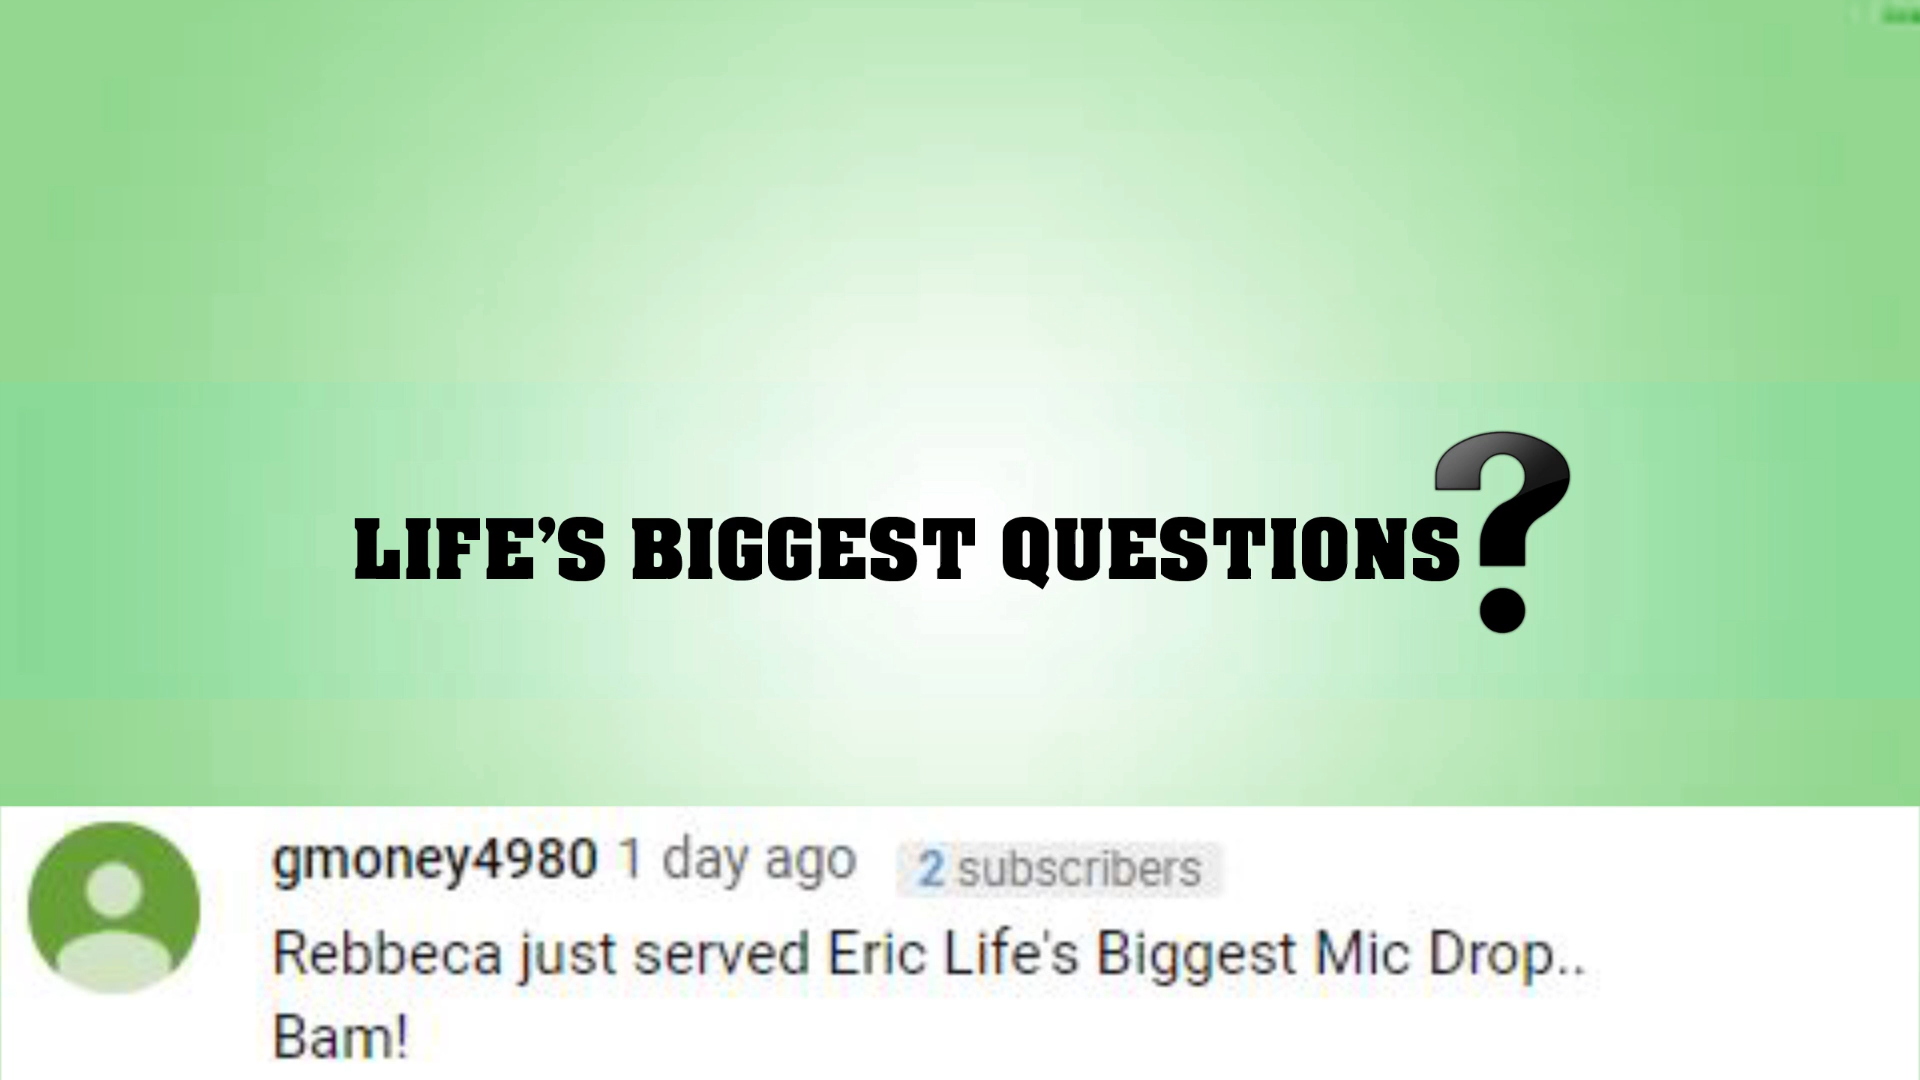 LIFE’S BIGGEST QUESTIONS?
gmoney4980 1 day ago 2 subscribers
Rebbeca just served Eric Life's Biggest Mic Drop..
Bam!